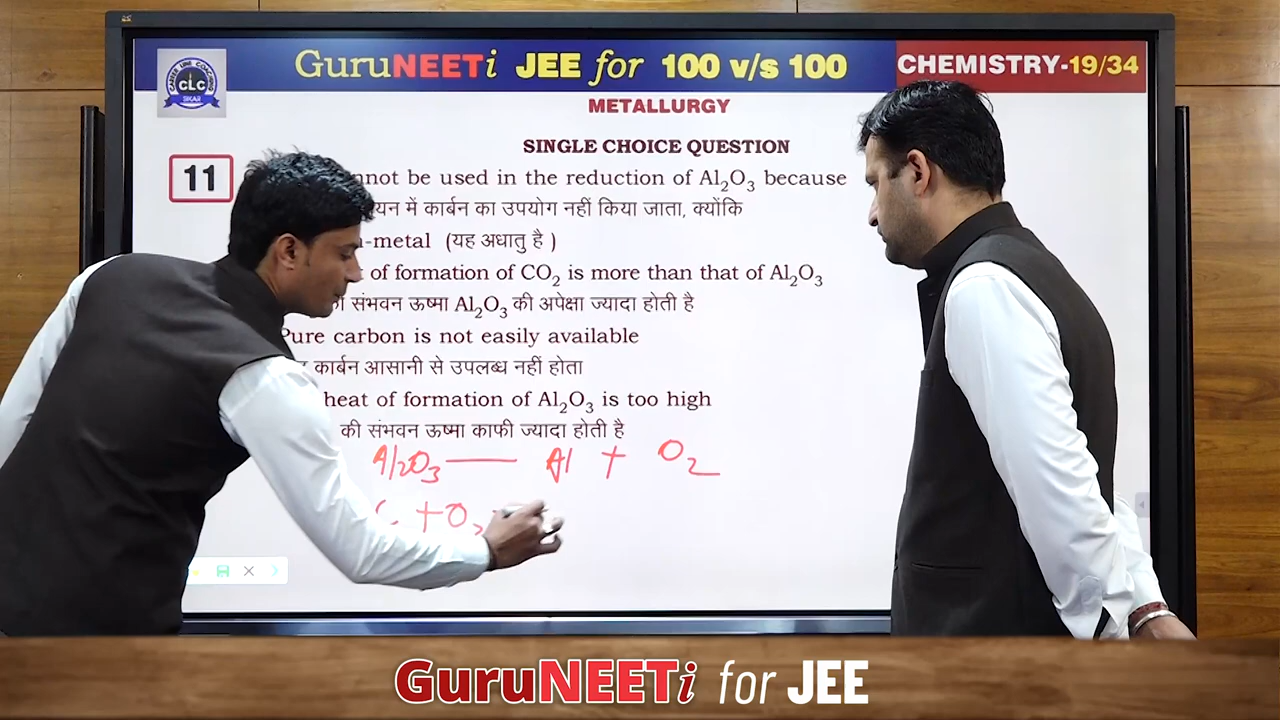 GuruNEETi JEE for 100 v/s 100 CHEMISTRY-19/34
CLC
SIKAR
METALLURGY
SINGLE CHOICE QUESTION
11
nnot be used in the reduction of Al₂O₃ because
में कार्बन का उपयोग नहीं किया जाता, क्योंकि
-metal (यह अधातु है )
of formation of CO₂ is more than that of Al₂O₃
संभवन ऊष्मा Al₂O₃ की अपेक्षा ज्यादा होती है
Pure carbon is not easily available
कार्बन आसानी से उपलब्ध नहीं होता
heat of formation of Al₂O₃ is too high
की संभवन ऊष्मा काफी ज्यादा होती है
Al₂O₃ — Al + O₂
C + O₂
GuruNEETi for JEE